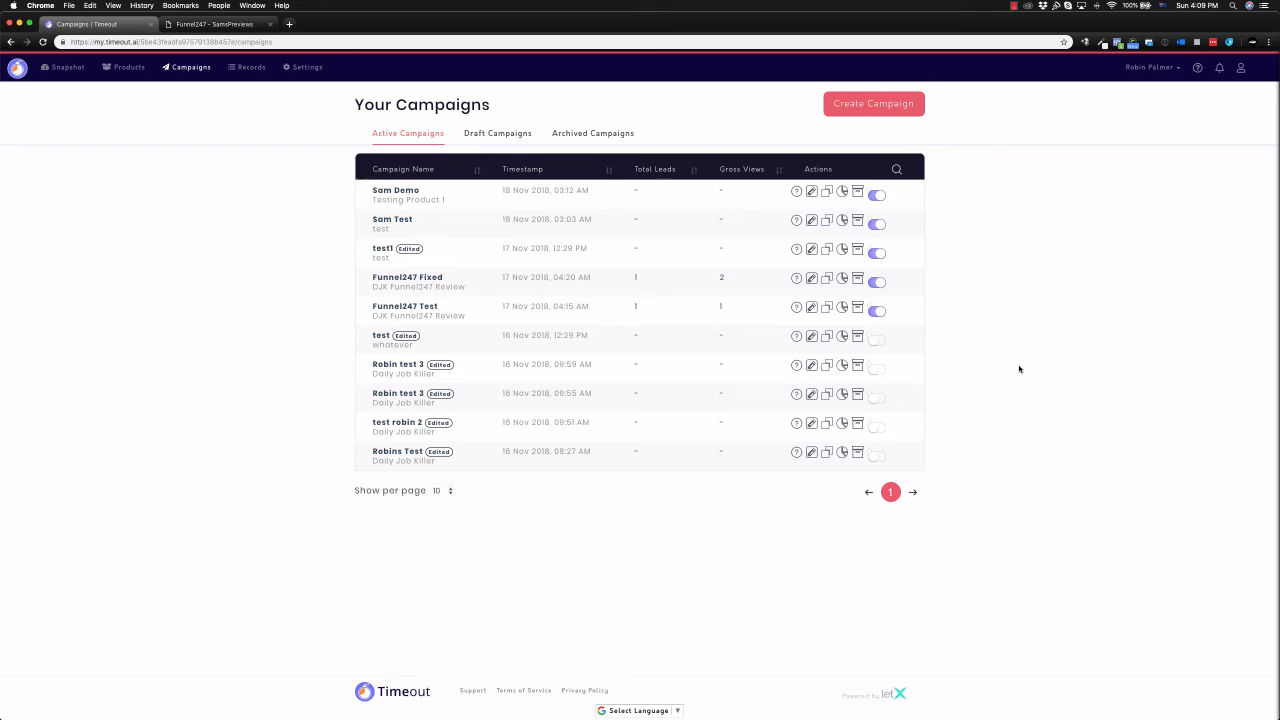 Chrome File Edit View History Bookmarks People Window Help 100% Sun 4:09 PM
Campaigns | Timeout Funnel247 - SamsPreviews
https://my.timeout.ai/5be43feadfa97579138b457e/campaigns
Snapshot Products Campaigns Records Settings Robin Palmer
Your Campaigns Create Campaign
Active Campaigns Draft Campaigns Archived Campaigns
Campaign Name Timestamp Total Leads Gross Views Actions
Sam Demo 18 Nov 2018, 03:12 AM - -
Testing Product 1
Sam Test 18 Nov 2018, 03:03 AM - -
test
test1 Edited 17 Nov 2018, 12:29 PM - -
test
Funnel247 Fixed 17 Nov 2018, 04:20 AM 1 2
DJK Funnel247 Review
Funnel247 Test 17 Nov 2018, 04:15 AM 1 1
DJK Funnel247 Review
test Edited 16 Nov 2018, 12:29 PM - -
whatever
Robin test 3 Edited 16 Nov 2018, 09:59 AM - -
Daily Job Killer
Robin test 3 Edited 16 Nov 2018, 09:55 AM - -
Daily Job Killer
test robin 2 Edited 16 Nov 2018, 09:51 AM - -
Daily Job Killer
Robins Test Edited 16 Nov 2018, 08:27 AM - -
Daily Job Killer
Show per page 10 1
Timeout Support Terms of Service Privacy Policy Powered by letX
Select Language